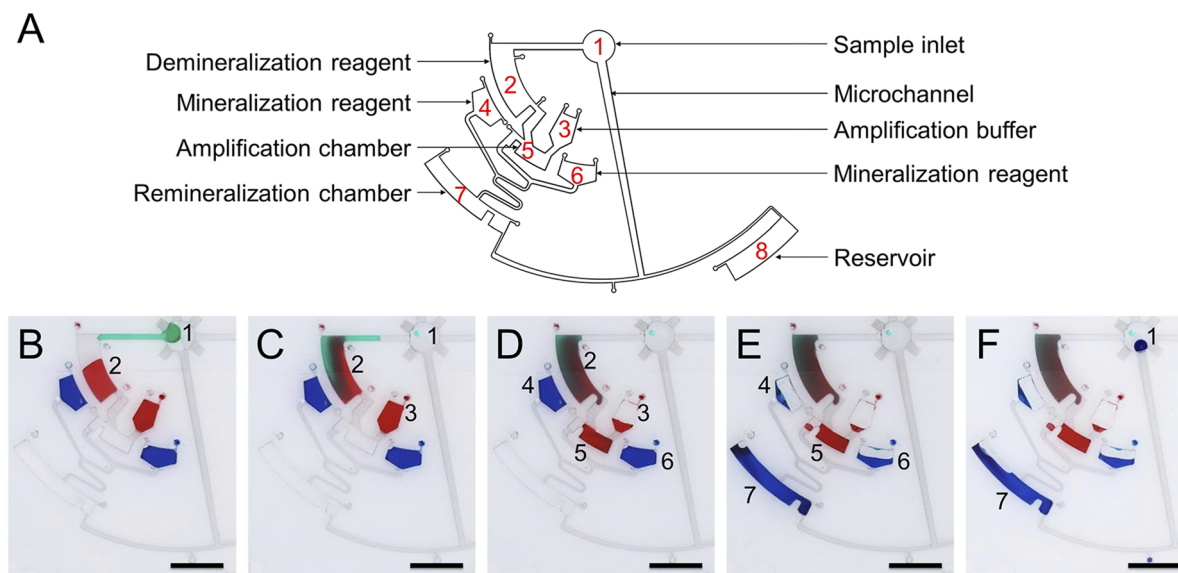 A
Demineralization reagent
Mineralization reagent
Amplification chamber
Remineralization chamber
1
2
4
3
5
6
7
8
Sample inlet
Microchannel
Amplification buffer
Mineralization reagent
Reservoir
B
1
2
C
1
2
3
D
2
4
3
5
6
E
4
5
6
7
F
1
7